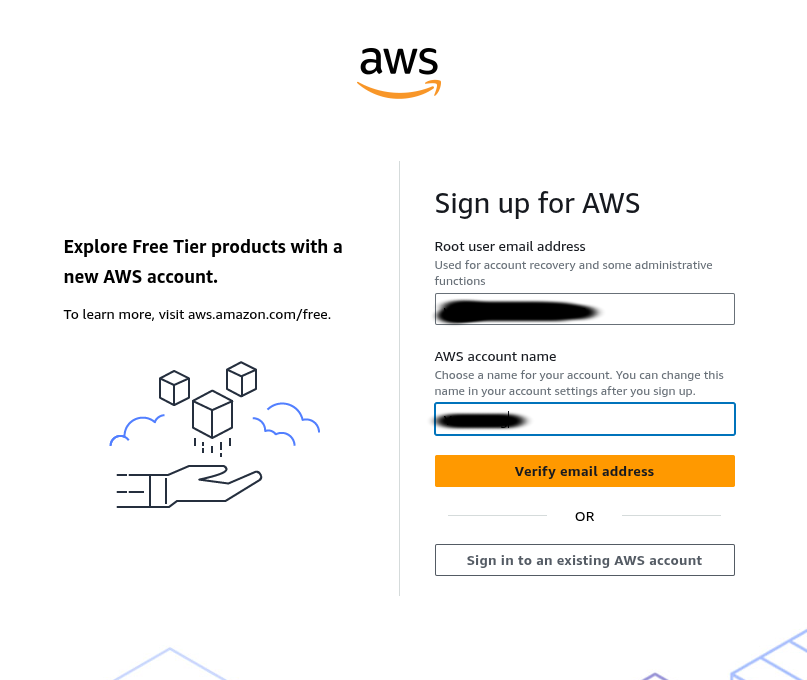 aws
Explore Free Tier products with a
new AWS account.
To learn more, visit aws.amazon.com/free.
Sign up for AWS
Root user email address
Used for account recovery and some administrative
functions
AWS account name
Choose a name for your account. You can change this
name in your account settings after you sign up.
Verify email address
OR
Sign in to an existing AWS account